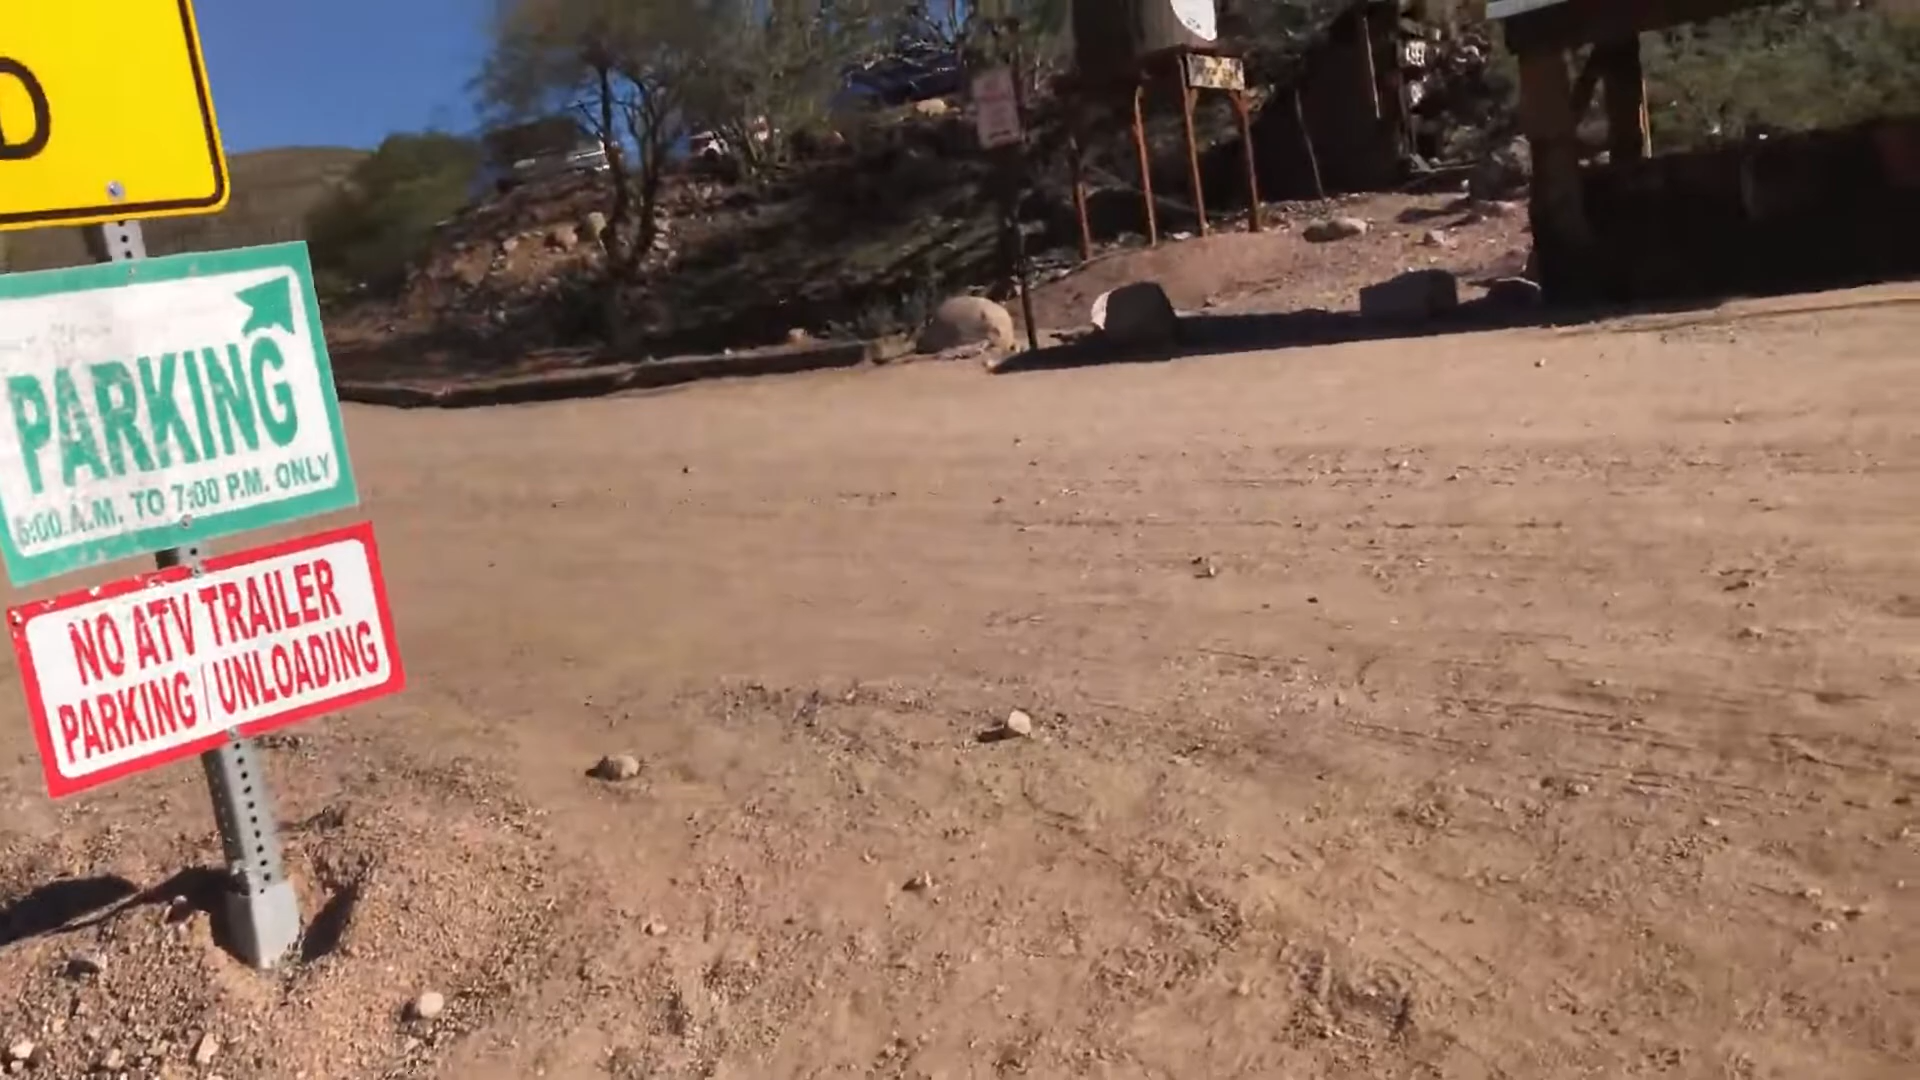 D
PARKING
6:00 A.M. TO 7:00 P.M. ONLY
NO ATV TRAILER
PARKING / UNLOADING